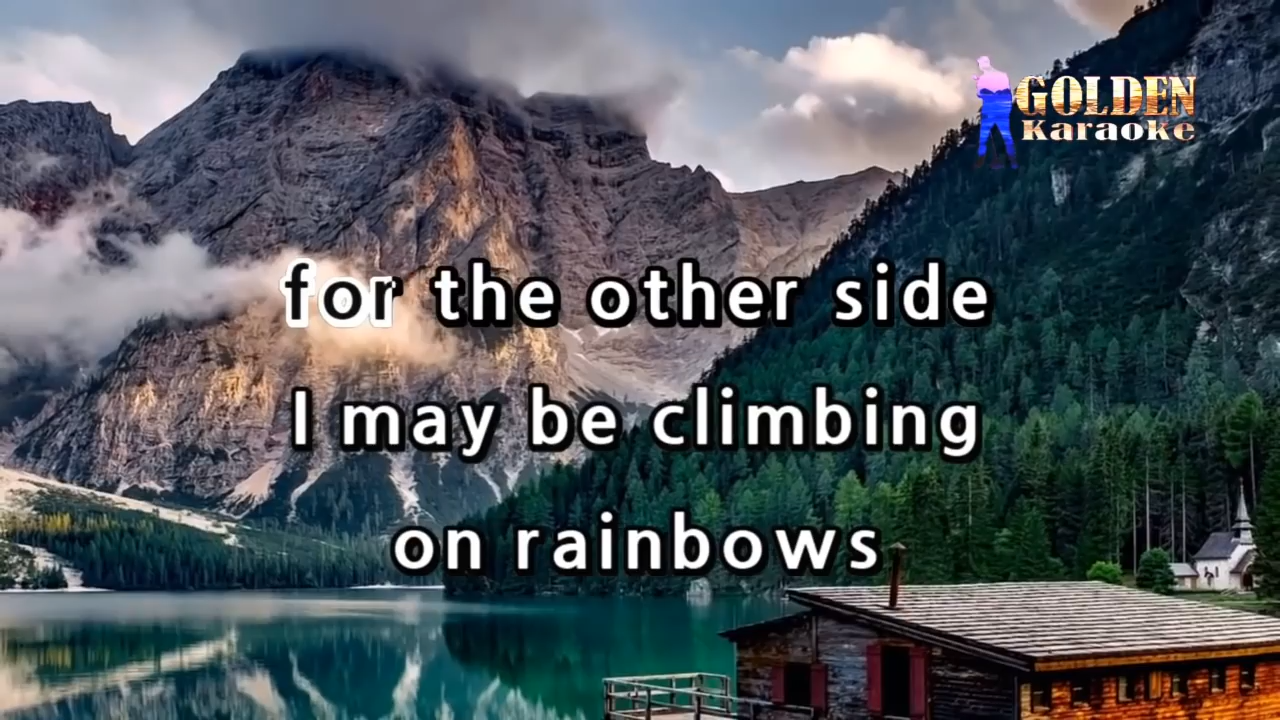 GOLDEN
Karaoke
for the other side
I may be climbing
on rainbows